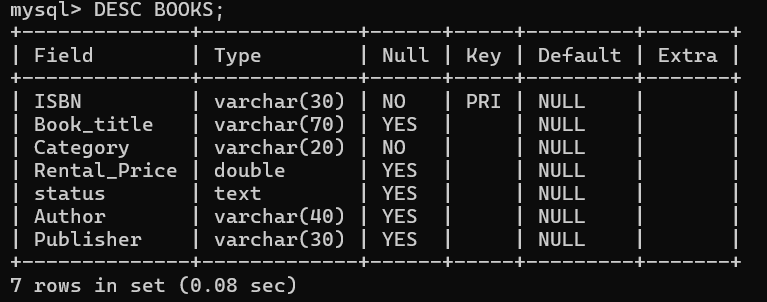 mysql> DESC BOOKS;
+--------------+-------------+------+-----+---------+-------+
| Field        | Type        | Null | Key | Default | Extra |
+--------------+-------------+------+-----+---------+-------+
| ISBN         | varchar(30) | NO   | PRI | NULL    |       |
| Book_title   | varchar(70) | YES  |     | NULL    |       |
| Category     | varchar(20) | NO   |     | NULL    |       |
| Rental_Price | double      | YES  |     | NULL    |       |
| status       | text        | YES  |     | NULL    |       |
| Author       | varchar(40) | YES  |     | NULL    |       |
| Publisher    | varchar(30) | YES  |     | NULL    |       |
+--------------+-------------+------+-----+---------+-------+
7 rows in set (0.08 sec)